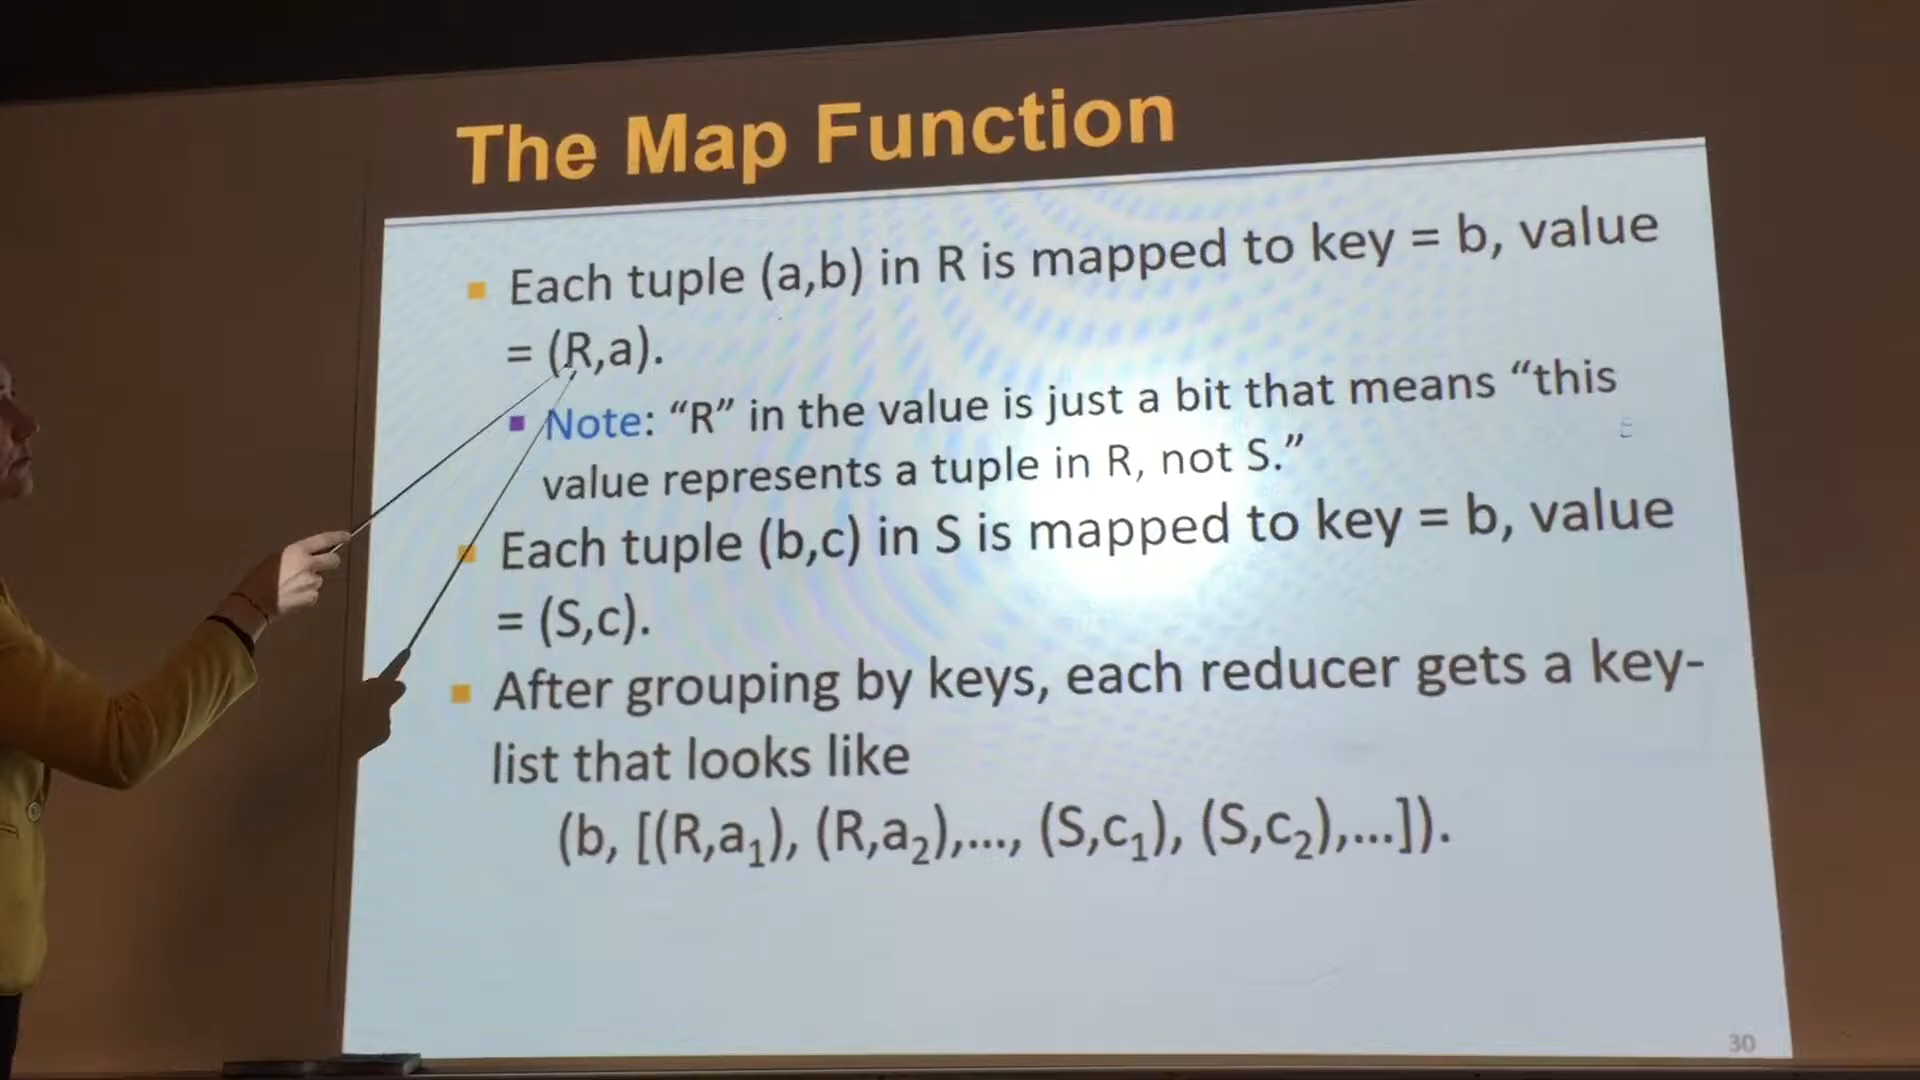 The Map Function
Each tuple (a,b) in R is mapped to key = b, value
= (R,a).
Note: “R” in the value is just a bit that means “this
value represents a tuple in R, not S.”
Each tuple (b,c) in S is mapped to key = b, value
= (S,c).
After grouping by keys, each reducer gets a key-
list that looks like
(b, [(R,a₁), (R,a₂),..., (S,c₁), (S,c₂),...]).
30